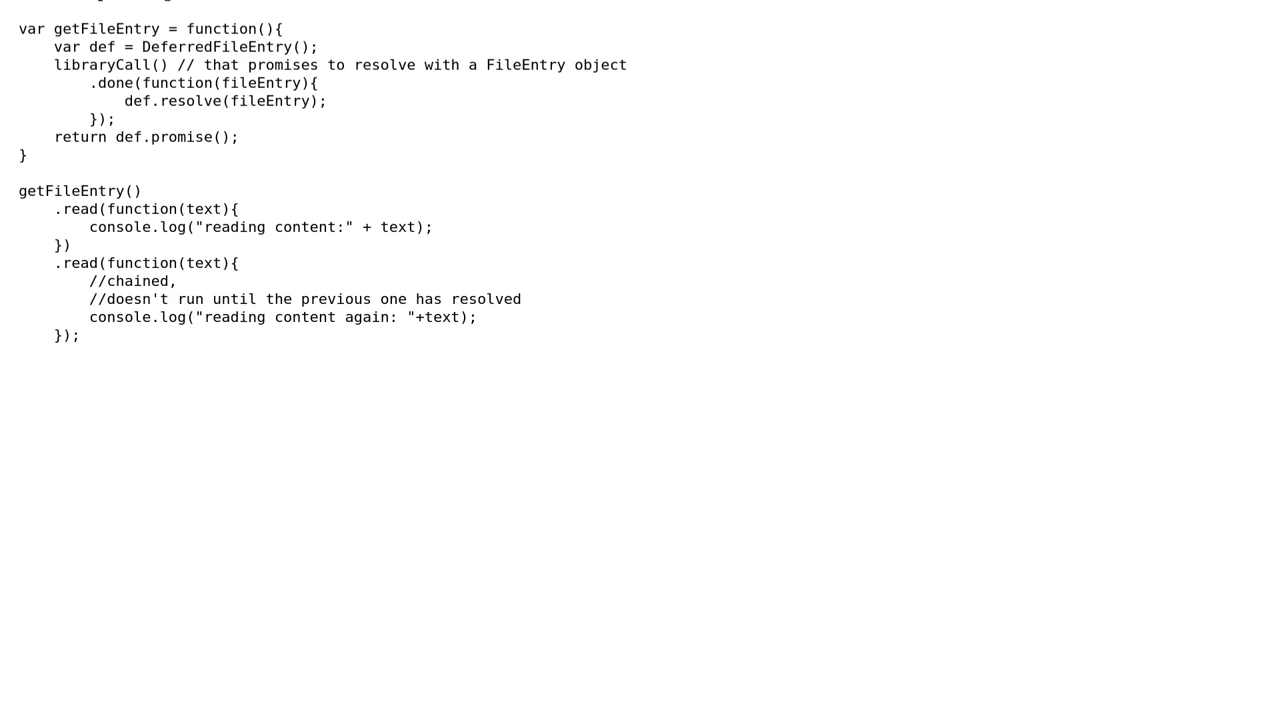 var getFileEntry = function(){
    var def = DeferredFileEntry();
    libraryCall() // that promises to resolve with a FileEntry object
        .done(function(fileEntry){
            def.resolve(fileEntry);
        });
    return def.promise();
}

getFileEntry()
    .read(function(text){
        console.log("reading content:" + text);
    })
    .read(function(text){
        //chained,
        //doesn't run until the previous one has resolved
        console.log("reading content again: "+text);
    });